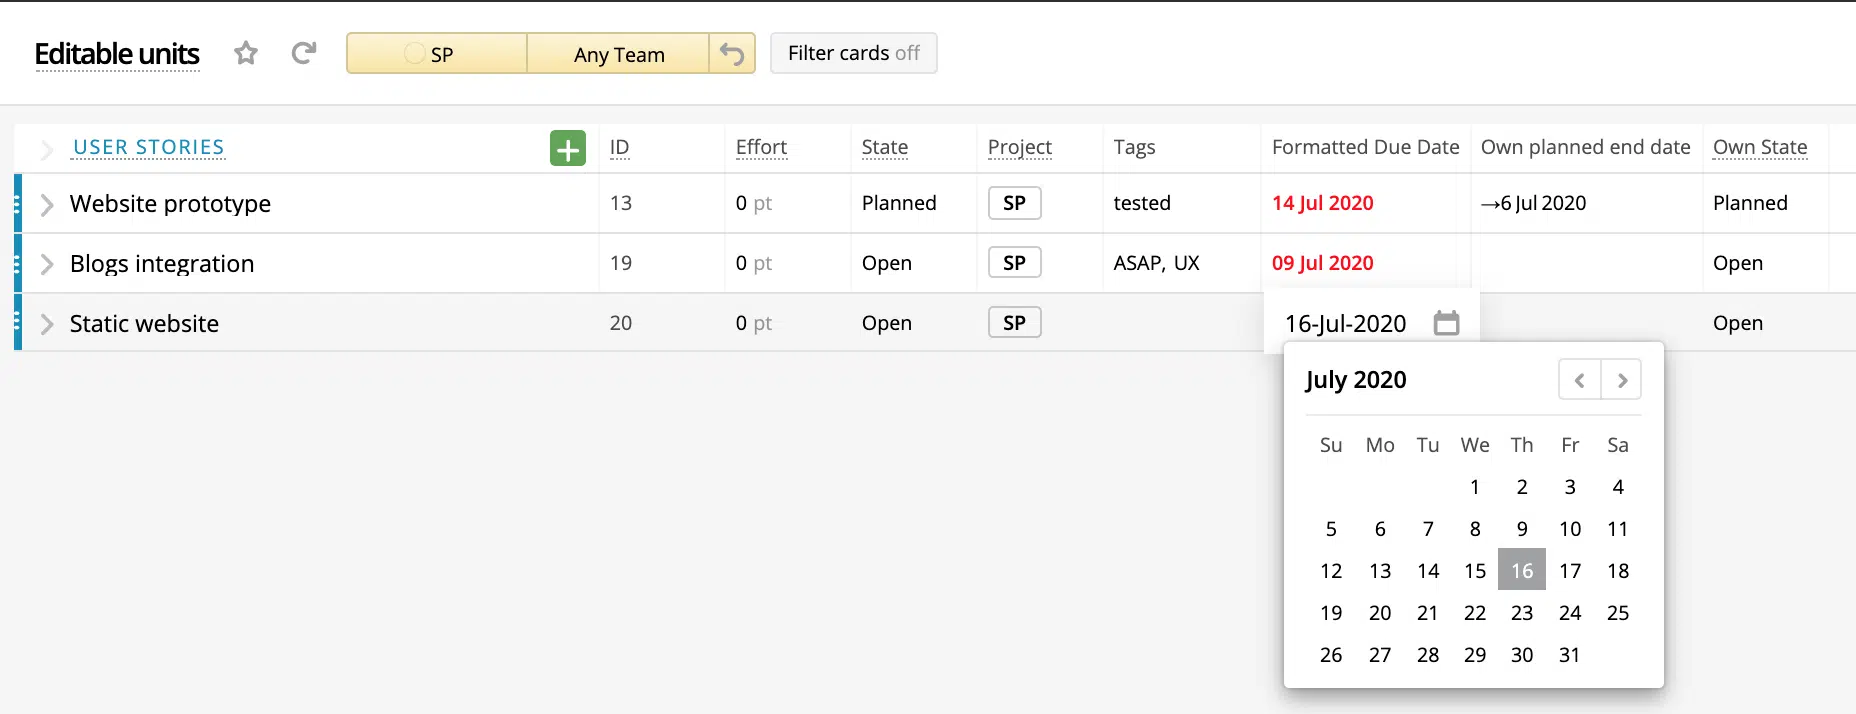 Editable units SP Any Team Filter cards off
USER STORIES + ID Effort State Project Tags Formatted Due Date Own planned end date Own State
Website prototype 13 0 pt Planned SP tested 14 Jul 2020 →6 Jul 2020 Planned
Blogs integration 19 0 pt Open SP ASAP, UX 09 Jul 2020 Open
Static website 20 0 pt Open SP 16-Jul-2020 Open
July 2020
Su Mo Tu We Th Fr Sa
1 2 3 4
5 6 7 8 9 10 11
12 13 14 15 16 17 18
19 20 21 22 23 24 25
26 27 28 29 30 31